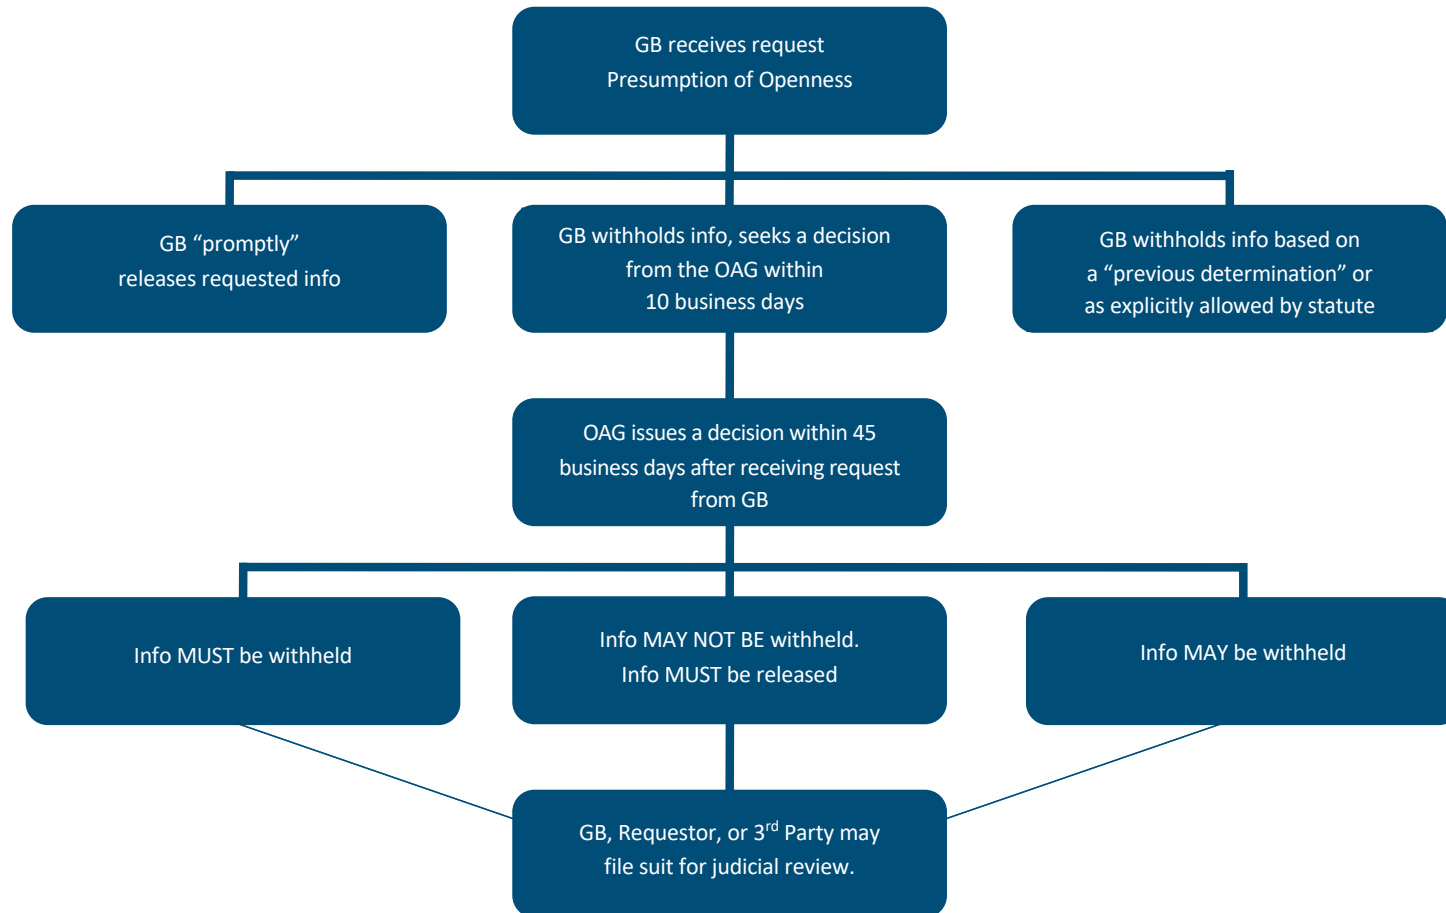 GB receives request
Presumption of Openness
GB “promptly”
releases requested info
GB withholds info, seeks a decision
from the OAG within
10 business days
GB withholds info based on
a “previous determination” or
as explicitly allowed by statute
OAG issues a decision within 45
business days after receiving request
from GB
Info MUST be withheld
Info MAY NOT BE withheld.
Info MUST be released
Info MAY be withheld
GB, Requestor, or 3rd Party may
file suit for judicial review.